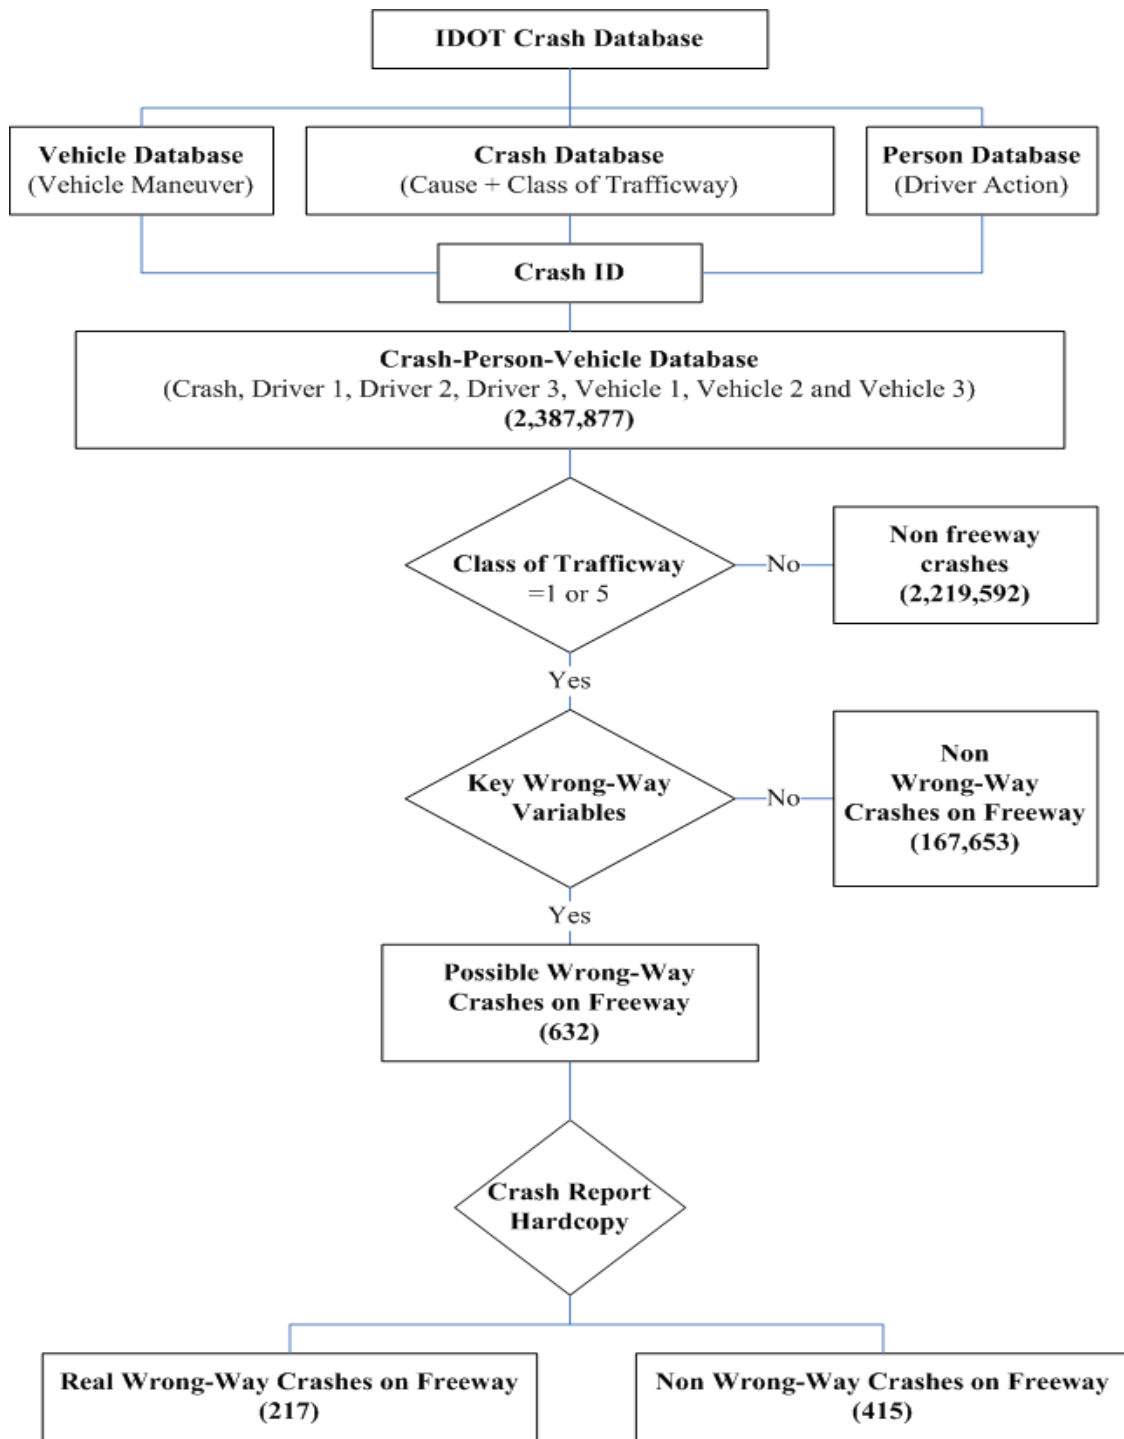 IDOT Crash Database
Vehicle Database
(Vehicle Maneuver)
Crash Database
(Cause + Class of Trafficway)
Person Database
(Driver Action)
Crash ID
Crash-Person-Vehicle Database
(Crash, Driver 1, Driver 2, Driver 3, Vehicle 1, Vehicle 2 and Vehicle 3)
(2,387,877)
Class of Trafficway
=1 or 5
No
Non freeway
crashes
(2,219,592)
Yes
Key Wrong-Way
Variables
No
Non
Wrong-Way
Crashes on Freeway
(167,653)
Yes
Possible Wrong-Way
Crashes on Freeway
(632)
Crash Report
Hardcopy
Real Wrong-Way Crashes on Freeway
(217)
Non Wrong-Way Crashes on Freeway
(415)